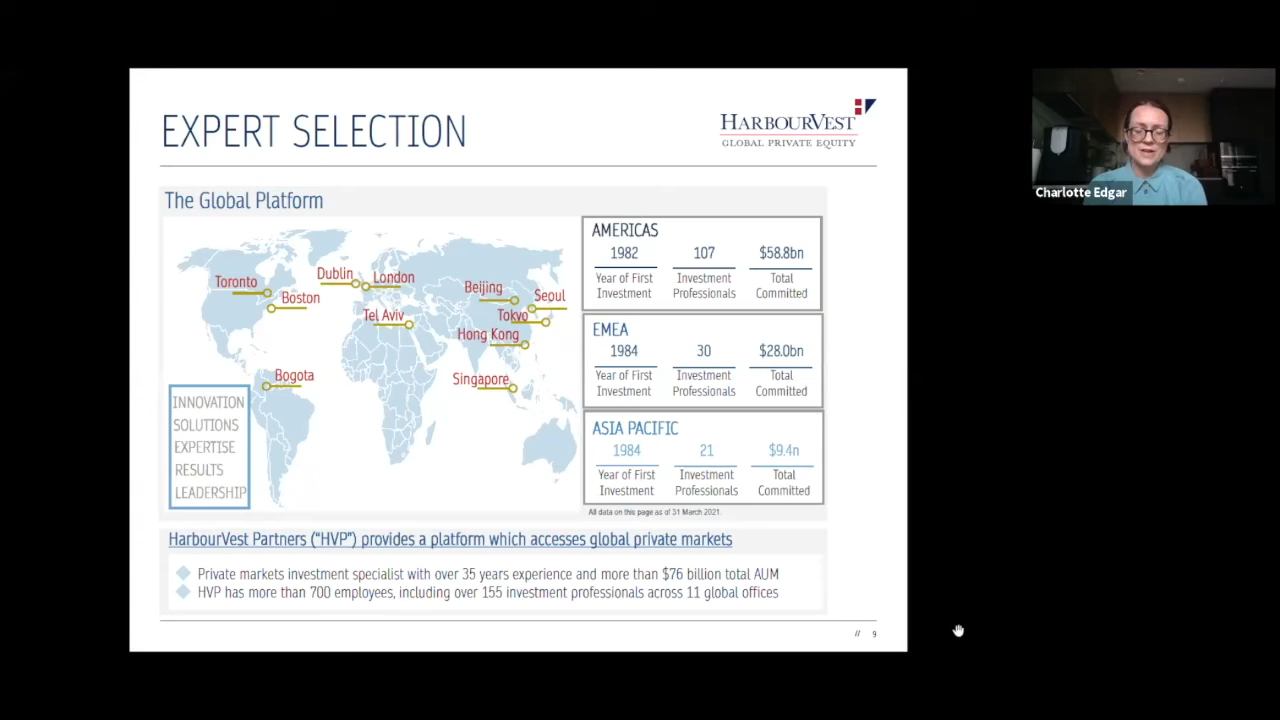 EXPERT SELECTION
HARBOURVEST
GLOBAL PRIVATE EQUITY
Charlotte Edgar
The Global Platform
Toronto
Boston
Dublin
London
Tel Aviv
Beijing
Seoul
Tokyo
Hong Kong
Singapore
Bogota
INNOVATION
SOLUTIONS
EXPERTISE
RESULTS
LEADERSHIP
AMERICAS
1982 107 $58.8bn
Year of First Investment Total
Investment Professionals Committed
EMEA
1984 30 $28.0bn
Year of First Investment Total
Investment Professionals Committed
ASIA PACIFIC
1984 21 $9.4n
Year of First Investment Total
Investment Professionals Committed
All data on this page as of 31 March 2021.
HarbourVest Partners (“HVP”) provides a platform which accesses global private markets
Private markets investment specialist with over 35 years experience and more than $76 billion total AUM
HVP has more than 700 employees, including over 155 investment professionals across 11 global offices
// 9